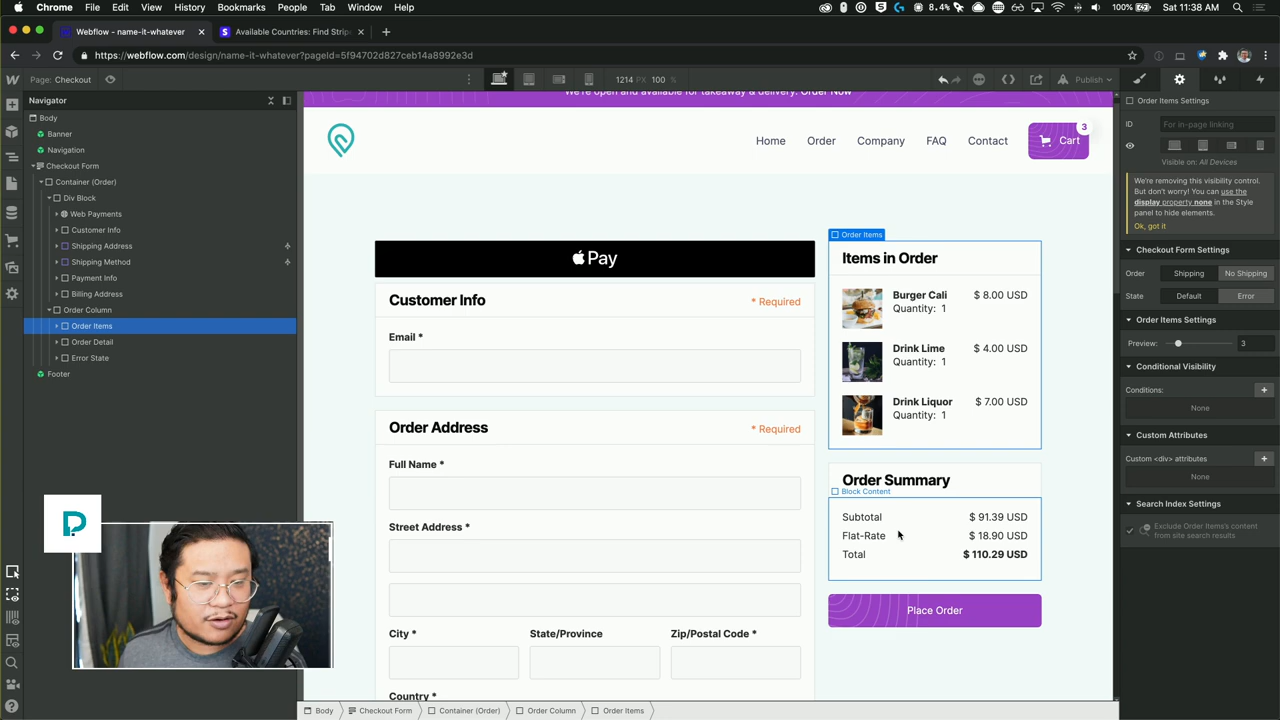 Chrome File Edit View History Bookmarks People Tab Window Help
8.4% 100% Sat 11:38 AM
Webflow - name-it-whatever
Available Countries: Find Stripe
https://webflow.com/design/name-it-whatever?pageId=5f94702d827ceb14a8992e3d
Page: Checkout
1214 PX 100 %
Publish
Navigator
Body
Banner
Navigation
Checkout Form
Container (Order)
Div Block
Web Payments
Customer Info
Shipping Address
Shipping Method
Payment Info
Billing Address
Order Column
Order Items
Order Detail
Error State
Footer
We're open and available for takeaway & delivery. Order Now
Home Order Company FAQ Contact Cart 3
Pay
Customer Info * Required
Email *
Order Address * Required
Full Name *
Street Address *
City * State/Province Zip/Postal Code *
Country *
Order Items
Items in Order
Burger Cali $ 8.00 USD
Quantity: 1
Drink Lime $ 4.00 USD
Quantity: 1
Drink Liquor $ 7.00 USD
Quantity: 1
Order Summary
Block Content
Subtotal $ 91.39 USD
Flat-Rate $ 18.90 USD
Total $ 110.29 USD
Place Order
Order Items Settings
ID For in-page linking
Visible on: All Devices
We're removing this visibility control.
But don't worry! You can use the
display property none in the Style
panel to hide elements.
Ok, got it
Checkout Form Settings
Order Shipping No Shipping
State Default Error
Order Items Settings
Preview: 3
Conditional Visibility
Conditions:
None
Custom Attributes
Custom <div> attributes
None
Search Index Settings
Exclude Order Items's content
from site search results
Body Checkout Form Container (Order) Order Column Order Items